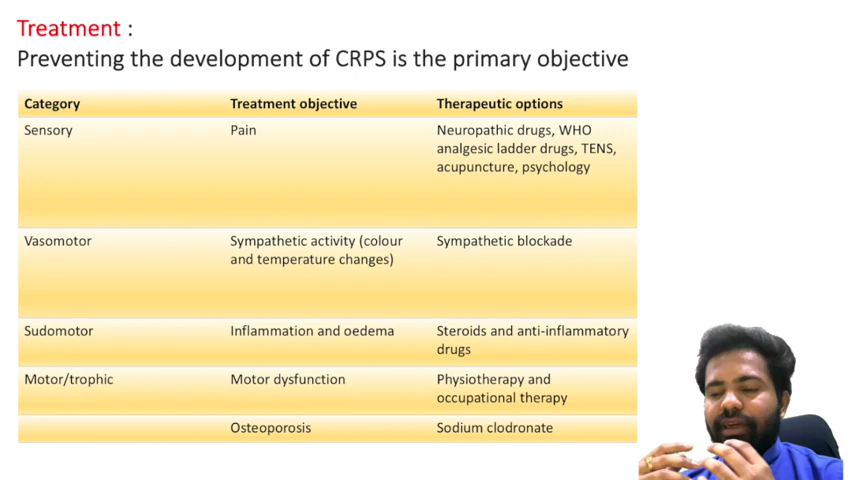 Treatment :
Preventing the development of CRPS is the primary objective
Category Treatment objective Therapeutic options
Sensory Pain Neuropathic drugs, WHO
analgesic ladder drugs, TENS,
acupuncture, psychology
Vasomotor Sympathetic activity (colour Sympathetic blockade
and temperature changes)
Sudomotor Inflammation and oedema Steroids and anti-inflammatory
drugs
Motor/trophic Motor dysfunction Physiotherapy and
occupational therapy
Osteoporosis Sodium clodronate